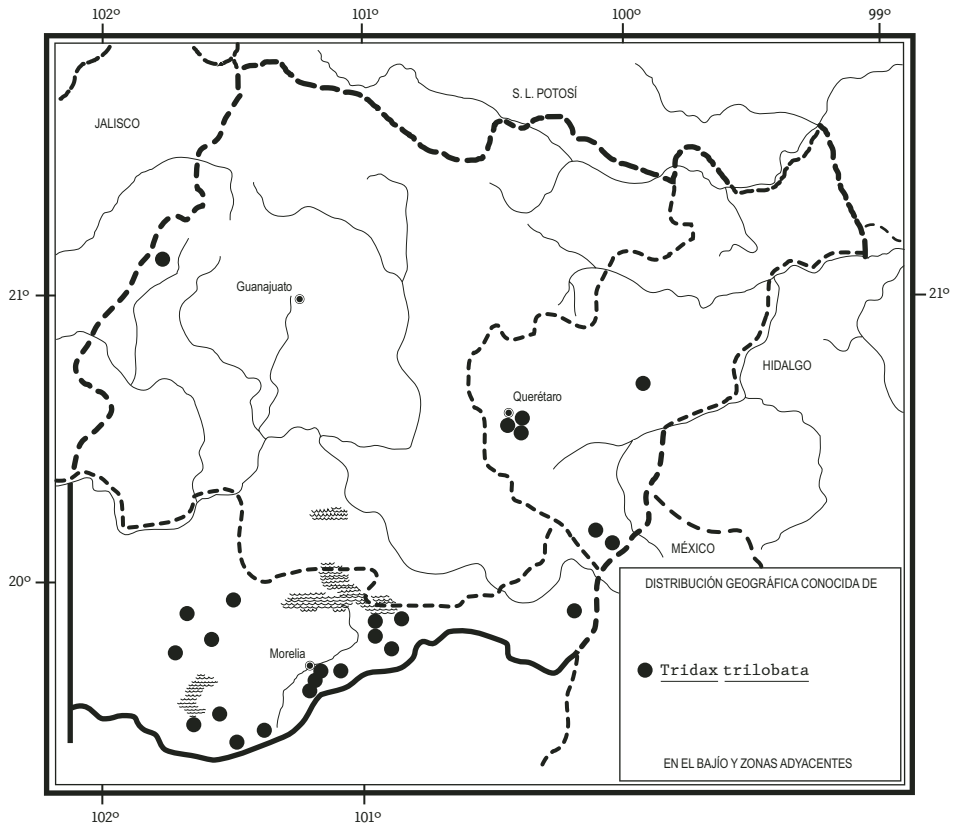 102º 101º 100º 99º
S. L. POTOSÍ
JALISCO
Guanajuato
21º 21º
HIDALGO
Querétaro
MÉXICO
20º
DISTRIBUCIÓN GEOGRÁFICA CONOCIDA DE
Morelia
Tridax trilobata
EN EL BAJÍO Y ZONAS ADYACENTES
102º 101º